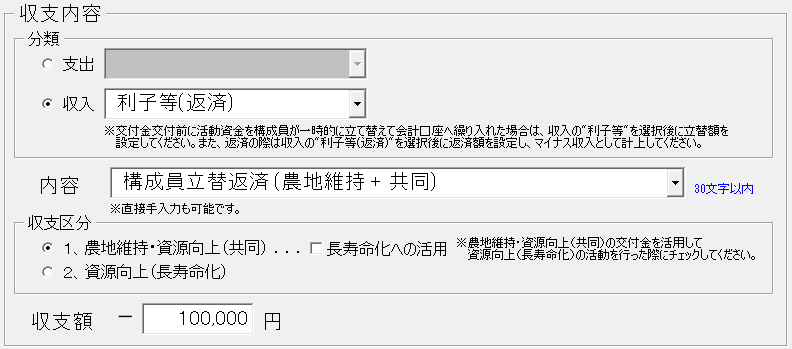 収支内容
分類
支出
収入 利子等(返済)
※交付金交付前に活動資金を構成員が一時的に立て替えて会計口座へ繰り入れた場合は、収入の“利子等”を選択後に立替額を
設定してください。また、返済の際は収入の“利子等(返済)”を選択後に返済額を設定し、マイナス収入として計上してください。
内容 構成員立替返済(農地維持 + 共同) 30文字以内
※直接手入力も可能です。
収支区分
1、農地維持・資源向上(共同) ... 長寿命化への活用 ※農地維持・資源向上(共同)の交付金を活用して
資源向上(長寿命化)の活動を行った際にチェックしてください。
2、資源向上(長寿命化)
収支額 － 100,000 円